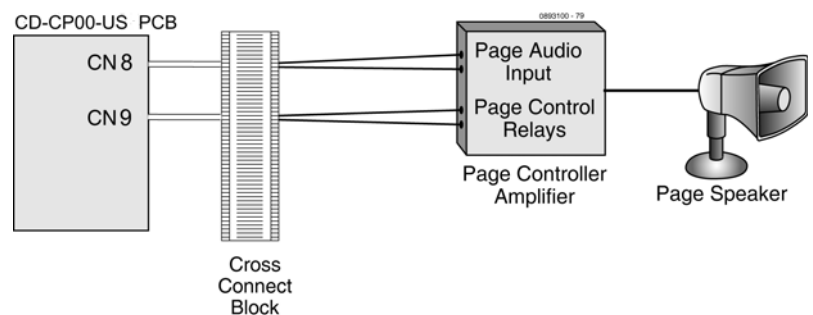 0893100 - 79
CD-CP00-US PCB
CN 8
CN 9
Page Audio
Input
Page Control
Relays
Page Controller
Amplifier
Page Speaker
Cross
Connect
Block